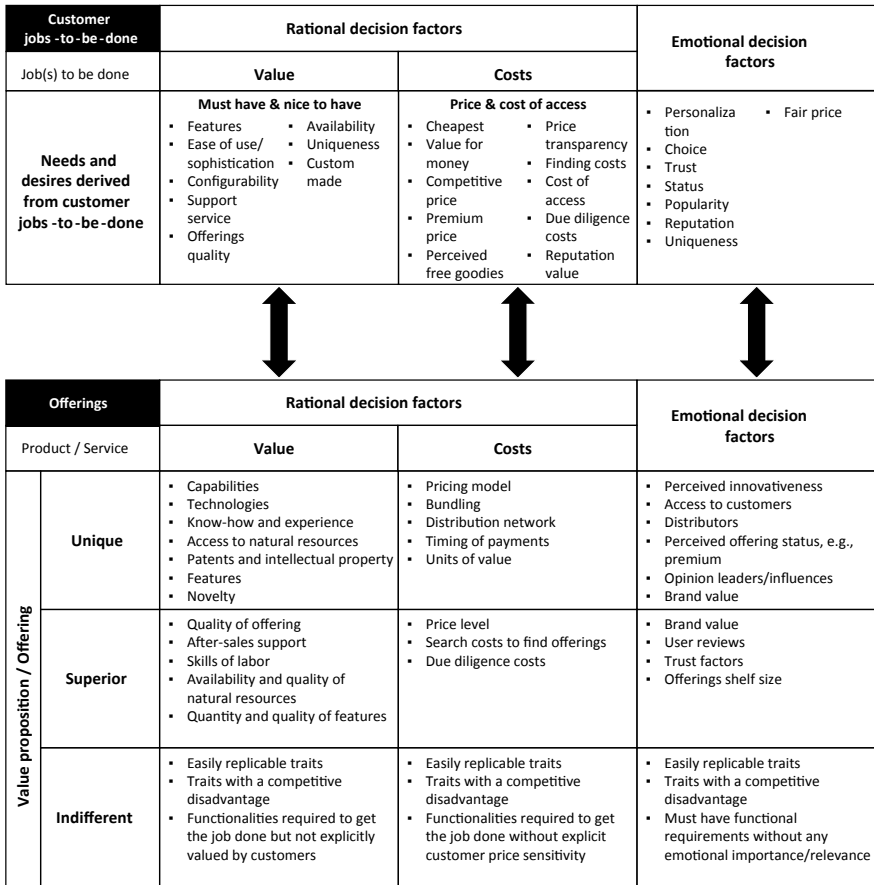 Customer
jobs -to-be-done
Rational decision factors
Emotional decision
factors
Job(s) to be done
Value
Costs
Needs and
desires derived
from customer
jobs -to-be-done
Must have & nice to have
▪ Features
▪ Ease of use/
sophistication
▪ Configurability
▪ Support
service
▪ Offerings
quality
▪ Availability
▪ Uniqueness
▪ Custom
made
Price & cost of access
▪ Cheapest
▪ Value for
money
▪ Competitive
price
▪ Premium
price
▪ Perceived
free goodies
▪ Price
transparency
▪ Finding costs
▪ Cost of
access
▪ Due diligence
costs
▪ Reputation
value
▪ Personaliza
tion
▪ Choice
▪ Trust
▪ Status
▪ Popularity
▪ Reputation
▪ Uniqueness
▪ Fair price
Offerings
Rational decision factors
Emotional decision
factors
Product / Service
Value
Costs
Value proposition / Offering
Unique
▪ Capabilities
▪ Technologies
▪ Know-how and experience
▪ Access to natural resources
▪ Patents and intellectual property
▪ Features
▪ Novelty
▪ Pricing model
▪ Bundling
▪ Distribution network
▪ Timing of payments
▪ Units of value
▪ Perceived innovativeness
▪ Access to customers
▪ Distributors
▪ Perceived offering status, e.g.,
premium
▪ Opinion leaders/influences
▪ Brand value
Superior
▪ Quality of offering
▪ After-sales support
▪ Skills of labor
▪ Availability and quality of
natural resources
▪ Quantity and quality of features
▪ Price level
▪ Search costs to find offerings
▪ Due diligence costs
▪ Brand value
▪ User reviews
▪ Trust factors
▪ Offerings shelf size
Indifferent
▪ Easily replicable traits
▪ Traits with a competitive
disadvantage
▪ Functionalities required to get
the job done but not explicitly
valued by customers
▪ Easily replicable traits
▪ Traits with a competitive
disadvantage
▪ Functionalities required to get
the job done without explicit
customer price sensitivity
▪ Easily replicable traits
▪ Traits with a competitive
disadvantage
▪ Must have functional
requirements without any
emotional importance/relevance